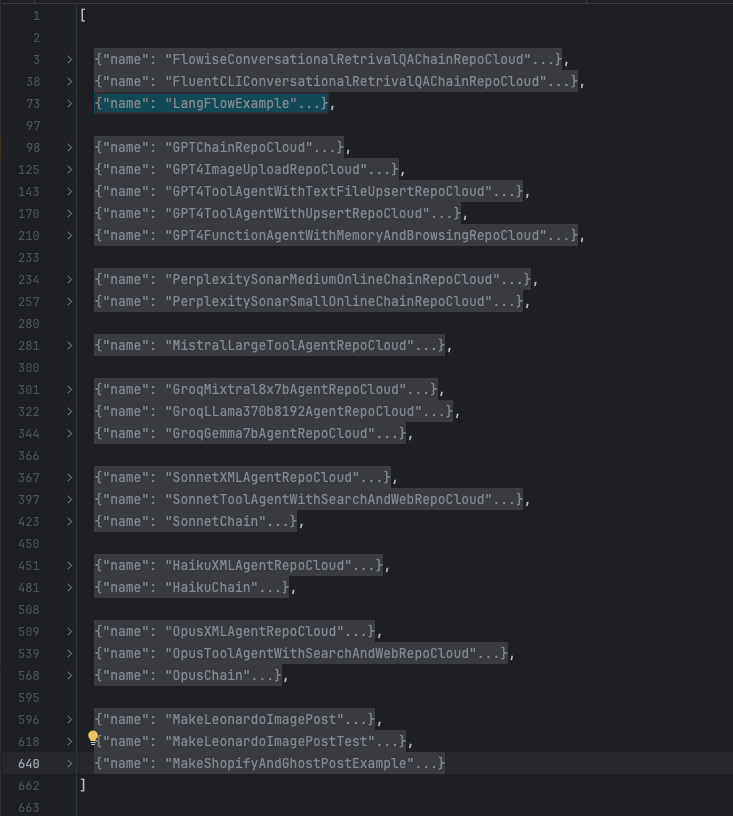 1 [
2
3 {"name": "FlowiseConversationalRetrivalQAChainRepoCloud"...},
38 {"name": "FluentCLIConversationalRetrivalQAChainRepoCloud"...},
73 {"name": "LangFlowExample"...},
97
98 {"name": "GPTChainRepoCloud"...},
125 {"name": "GPT4ImageUploadRepoCloud"...},
143 {"name": "GPT4ToolAgentWithTextFileUpsertRepoCloud"...},
170 {"name": "GPT4ToolAgentWithUpsertRepoCloud"...},
210 {"name": "GPT4FunctionAgentWithMemoryAndBrowsingRepoCloud"...},
233
234 {"name": "PerplexitySonarMediumOnlineChainRepoCloud"...},
257 {"name": "PerplexitySonarSmallOnlineChainRepoCloud"...},
280
281 {"name": "MistralLargeToolAgentRepoCloud"...},
300
301 {"name": "GroqMixtral8x7bAgentRepoCloud"...},
322 {"name": "GroqLLama370b8192AgentRepoCloud"...},
344 {"name": "GroqGemma7bAgentRepoCloud"...},
366
367 {"name": "SonnetXMLAgentRepoCloud"...},
397 {"name": "SonnetToolAgentWithSearchAndWebRepoCloud"...},
423 {"name": "SonnetChain"...},
450
451 {"name": "HaikuXMLAgentRepoCloud"...},
481 {"name": "HaikuChain"...},
508
509 {"name": "OpusXMLAgentRepoCloud"...},
539 {"name": "OpusToolAgentWithSearchAndWebRepoCloud"...},
568 {"name": "OpusChain"...},
595
596 {"name": "MakeLeonardoImagePost"...},
618 {"name": "MakeLeonardoImagePostTest"...},
640 {"name": "MakeShopifyAndGhostPostExample"...}
662 ]
663